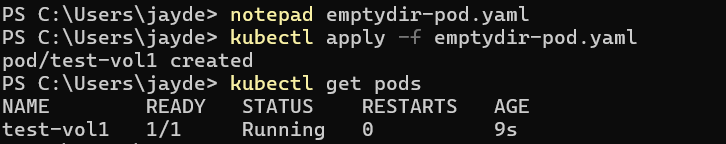 PS C:\Users\jayde> notepad emptydir-pod.yaml
PS C:\Users\jayde> kubectl apply -f emptydir-pod.yaml
pod/test-vol1 created
PS C:\Users\jayde> kubectl get pods
NAME        READY   STATUS    RESTARTS   AGE
test-vol1   1/1     Running   0          9s